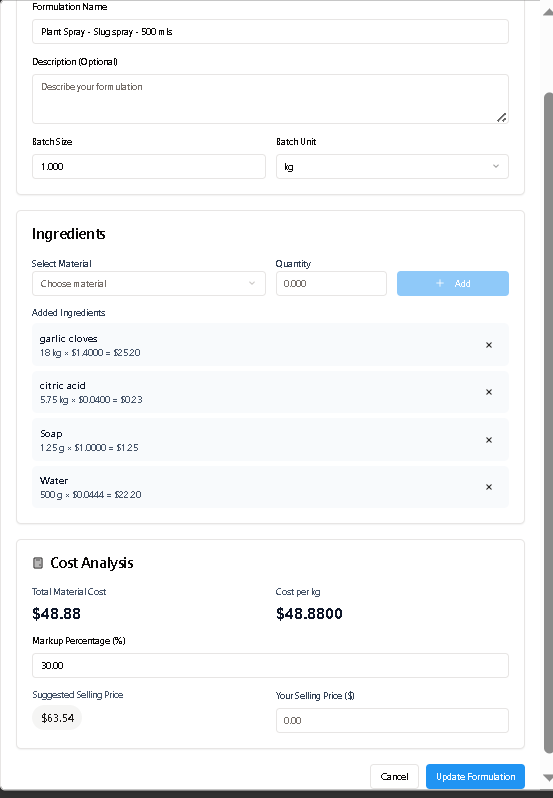 Formulation Name
Plant Spray - Slug spray - 500 mls
Description (Optional)
Describe your formulation
Batch Size
Batch Unit
1.000
kg
Ingredients
Select Material
Quantity
Choose material
0.000
+ Add
Added Ingredients
garlic cloves
18 kg × $1.4000 = $25.20
×
citric acid
5.75 kg × $0.0400 = $0.23
×
Soap
1.25 g × $1.0000 = $1.25
×
Water
500 g × $0.0444 = $22.20
×
Cost Analysis
Total Material Cost
Cost per kg
$48.88
$48.8800
Markup Percentage (%)
30.00
Suggested Selling Price
Your Selling Price ($)
$63.54
0.00
Cancel
Update Formulation